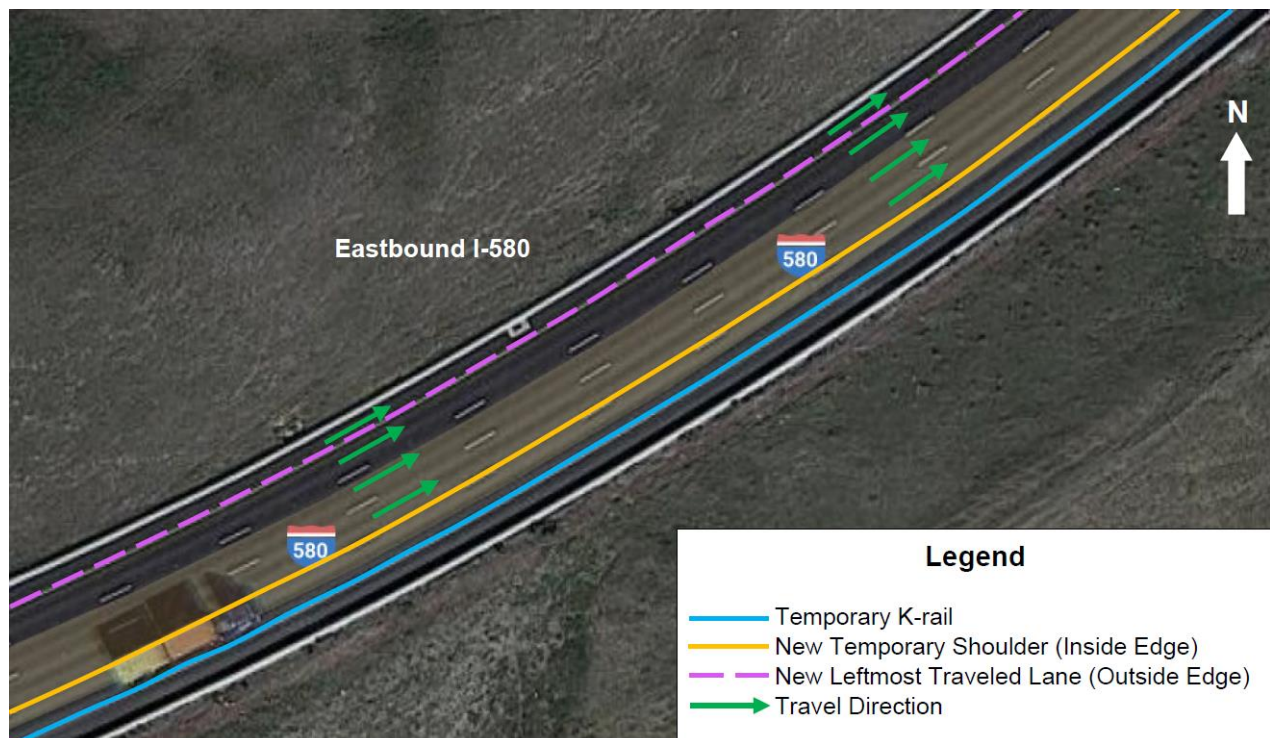 N
Eastbound I-580
580
580
Legend
Temporary K-rail
New Temporary Shoulder (Inside Edge)
New Leftmost Traveled Lane (Outside Edge)
Travel Direction